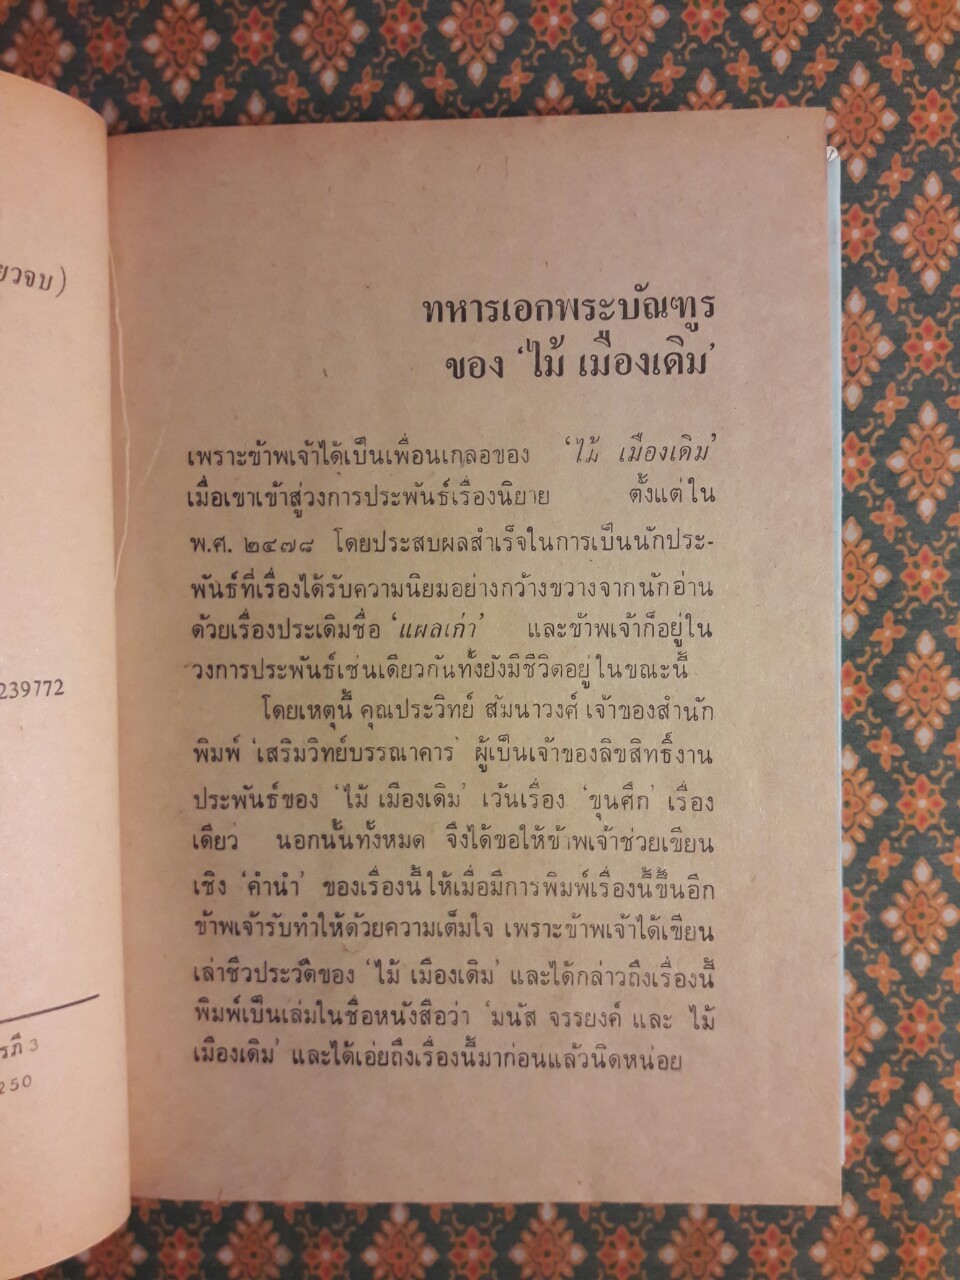 ยวจบ)
239772
รภี 3
250
ทหารเอกพระบัณฑูร
ของ 'ไม้ เมืองเดิม'
เพราะข้าพเจ้าได้เป็นเพื่อนเกลอของ 'ไม้ เมืองเดิม'
เมื่อเขาเข้าสู่วงการประพันธ์เรื่องนิยาย ตั้งแต่ใน
พ.ศ. ๒๔๗๘ โดยประสบผลสำเร็จในการเป็นนักประ-
พันธ์ที่เรื่องได้รับความนิยมอย่างกว้างขวางจากนักอ่าน
ด้วยเรื่องประเดิมชื่อ 'แผลเก่า' และข้าพเจ้าก็อยู่ใน
วงการประพันธ์เช่นเดียวกันทั้งยังมีชีวิตอยู่ในขณะนี้
โดยเหตุนี้ คุณประวิทย์ สัมนาวงศ์ เจ้าของสำนัก
พิมพ์ 'เสริมวิทย์บรรณาคาร' ผู้เป็นเจ้าของลิขสิทธิ์งาน
ประพันธ์ของ 'ไม้ เมืองเดิม' เว้นเรื่อง 'ขุนศึก' เรื่อง
เดียว นอกนั้นทั้งหมด จึงได้ขอให้ข้าพเจ้าช่วยเขียน
เชิง 'คำนำ' ของเรื่องนี้ให้เมื่อมีการพิมพ์เรื่องนี้ขึ้นอีก
ข้าพเจ้ารับทำให้ด้วยความเต็มใจ เพราะข้าพเจ้าได้เขียน
เล่าชีวประวัติของ 'ไม้ เมืองเดิม' และได้กล่าวถึงเรื่องนี้
พิมพ์เป็นเล่มในชื่อหนังสือว่า 'มนัส จรรยงค์ และ ไม้
เมืองเดิม' และได้เอ่ยถึงเรื่องนี้มาก่อนแล้วนิดหน่อย